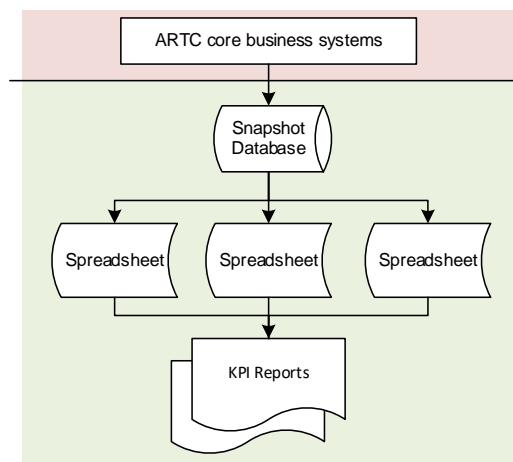 ARTC core business systems
Snapshot
Database
Spreadsheet
Spreadsheet
Spreadsheet
KPI Reports